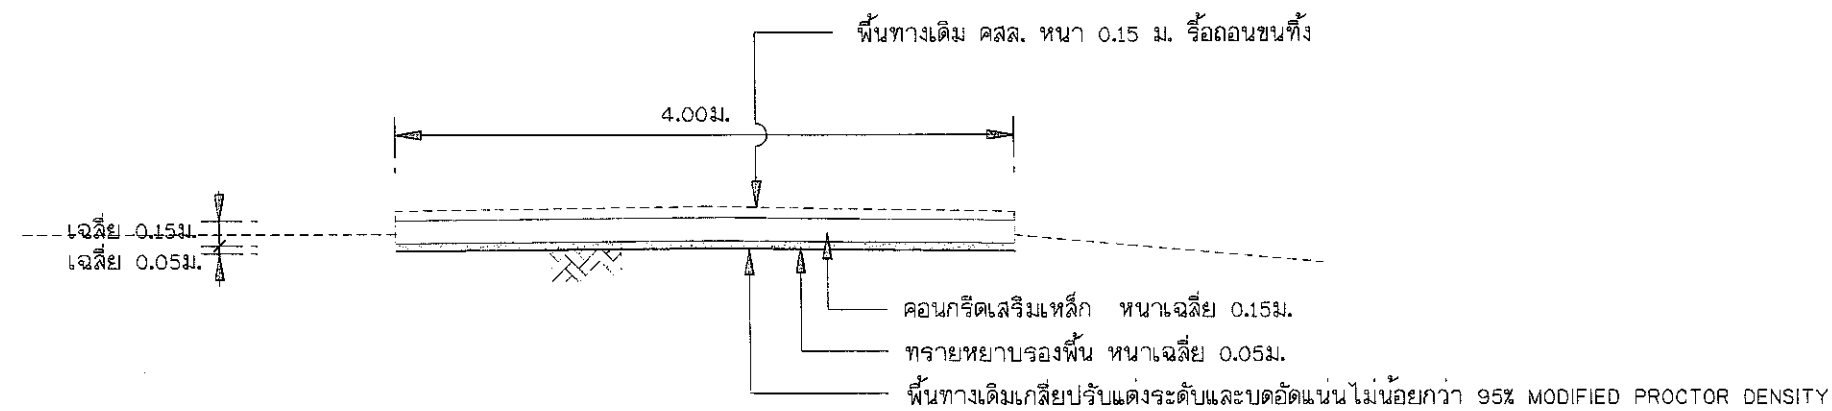 พื้นทางเดิม คสล. หนา 0.15 ม. รื้อถอนขนทิ้ง
4.00ม.
เฉลี่ย 0.15ม.
เฉลี่ย 0.05ม.
คอนกรีตเสริมเหล็ก หนาเฉลี่ย 0.15ม.
ทรายหยาบรองพื้น หนาเฉลี่ย 0.05ม.
พื้นทางเดิมเกลี่ยปรับแต่งระดับและบดอัดแน่นไม่น้อยกว่า 95% MODIFIED PROCTOR DENSITY